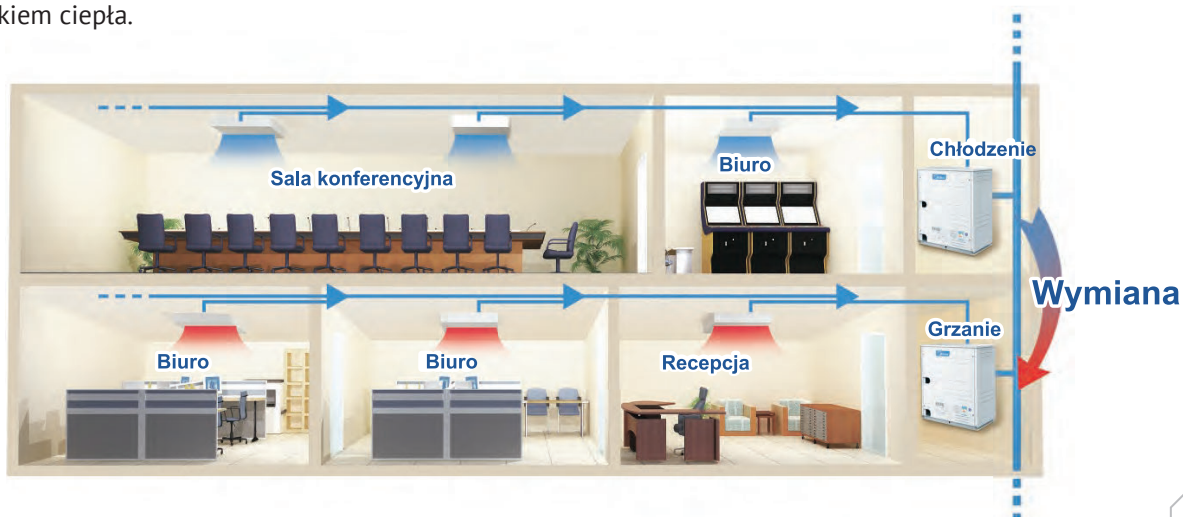 kiem ciepła.
Chłodzenie
Biuro
Sala konferencyjna
Wymiana
Grzanie
Biuro
Biuro
Recepcja